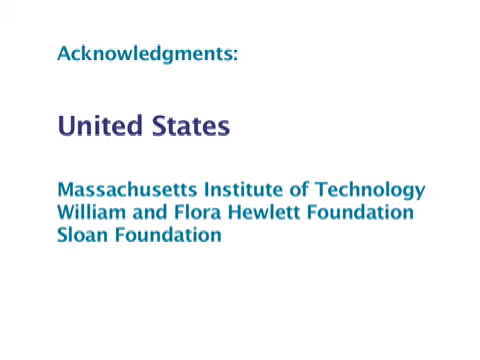 Acknowledgments:
United States
Massachusetts Institute of Technology
William and Flora Hewlett Foundation
Sloan Foundation